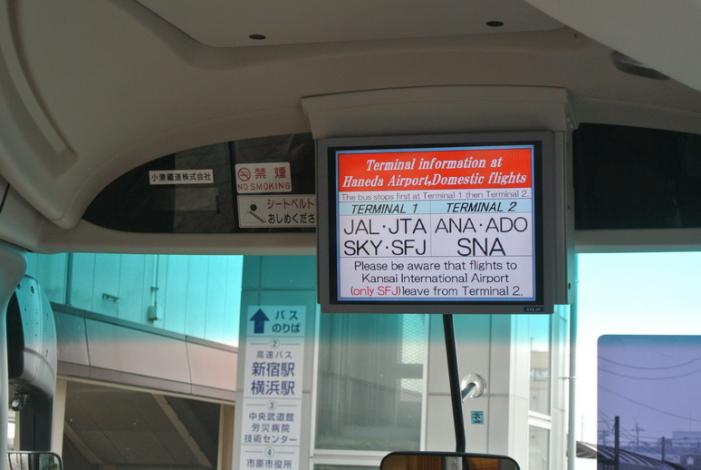 小湊鐵道株式会社
禁煙
NO SMOKING
シートベルト
おしめくださ
Terminal information at
Haneda Airport,Domestic flights
The bus stops first at Terminal 1 then Terminal 2.
TERMINAL 1 TERMINAL 2
JAL・JTA ANA・ADO
SKY・SFJ SNA
Please be aware that flights to
Kansai International Airport
(only SFJ)leave from Terminal 2.
バス
のりば
②
高速バス
新宿駅
横浜駅
③
中央武道館
労災病院
技術センター
④
市原市役所